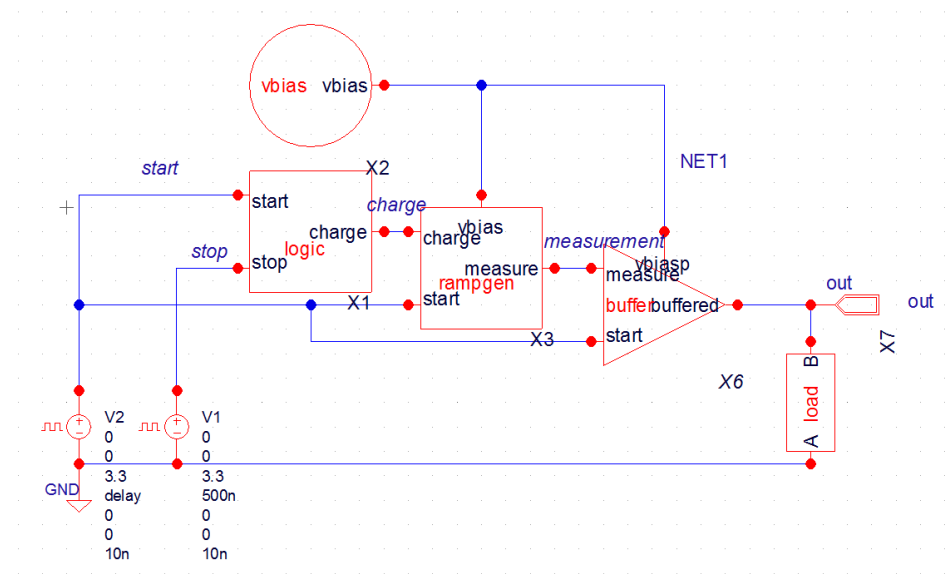 vbias vbias
X2
start
NET1
start
charge
charge
logic
stop
stop
vbias
charge
measurement
measure
rampgen
start
X1
X3
vbiasp
measure
buffer buffered
start
out
out
X7
X6
B
load
A
V2
0
0
3.3
delay
0
0
10n
V1
0
0
3.3
500n
0
0
10n
GND